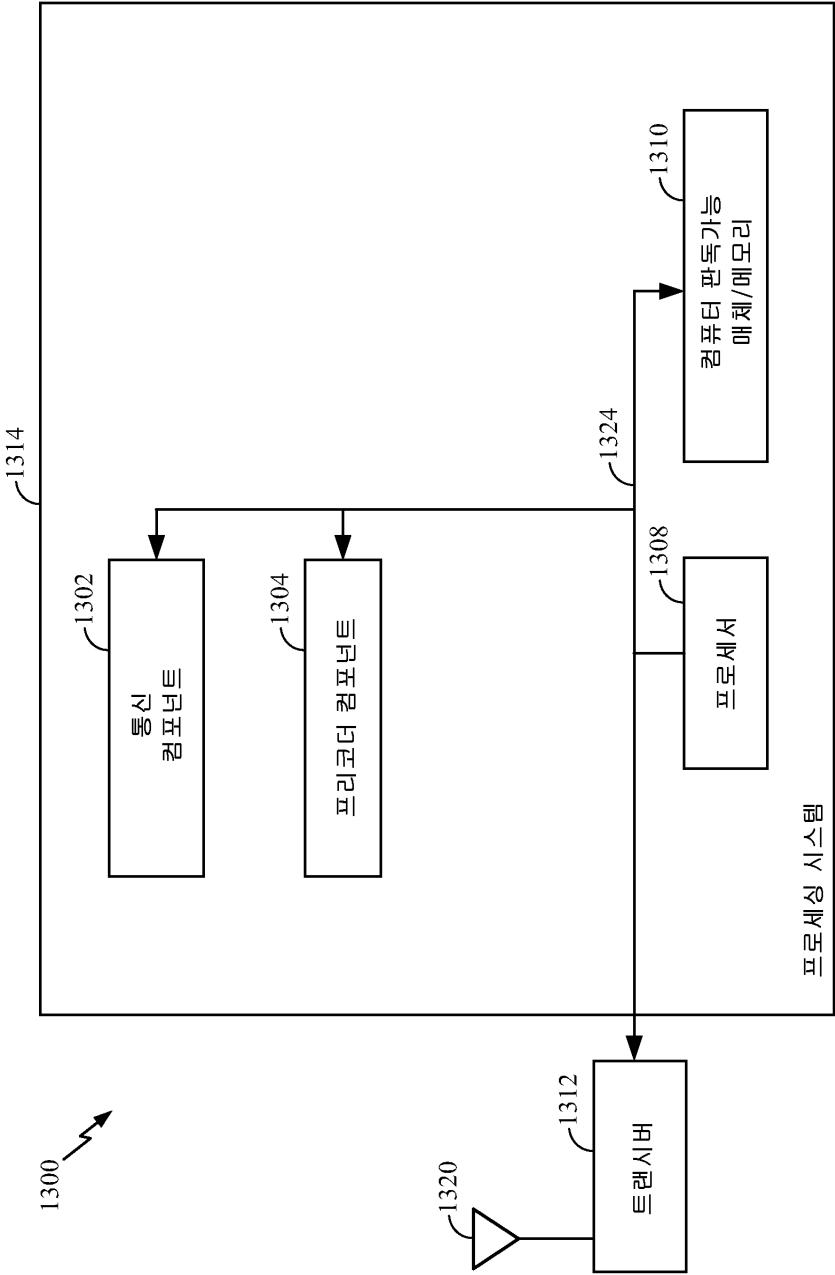 1300
1314
1302
통신
컴포넌트
1304
프리코더 컴포넌트
1324
1310
컴퓨터 판독가능
매체/메모리
1308
프로세서
프로세싱 시스템
1320
1312
트랜시버